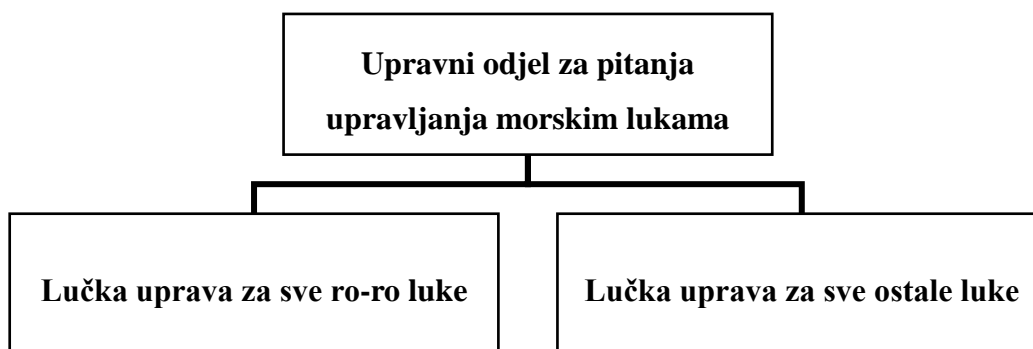 Upravni odjel za pitanja
upravljanja morskim lukama
Lučka uprava za sve ro-ro luke
Lučka uprava za sve ostale luke